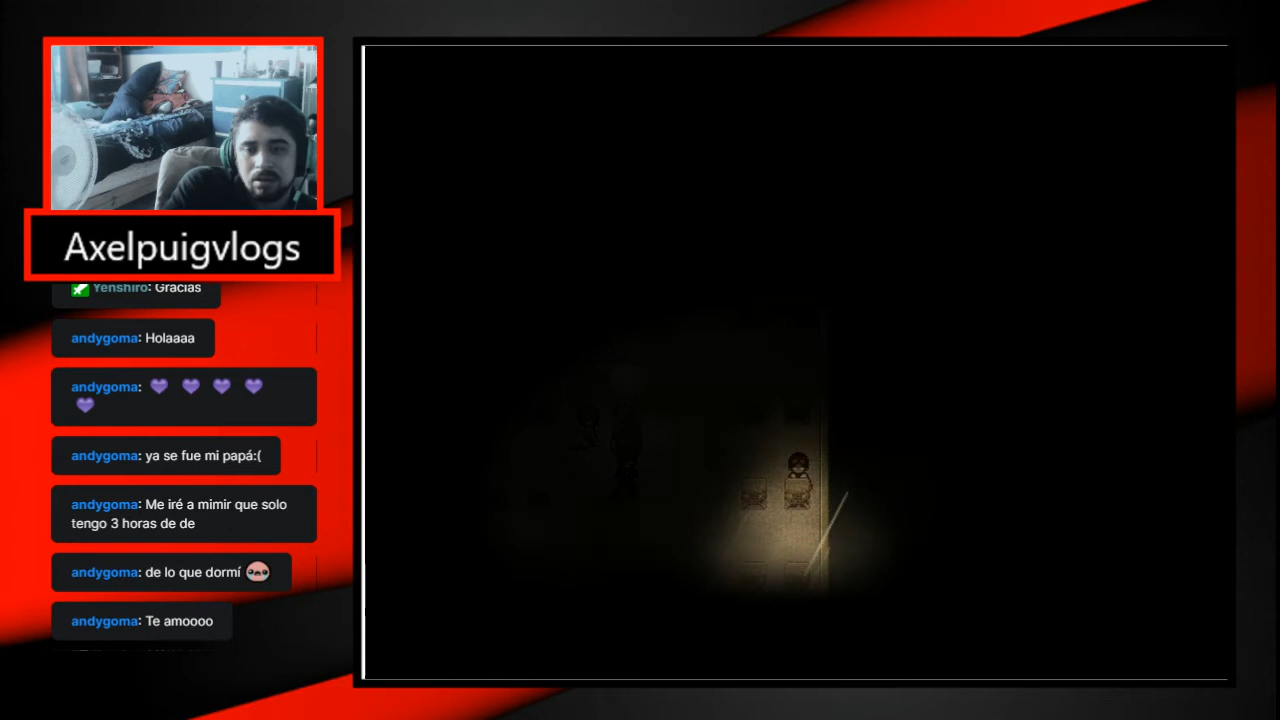 Axelpuigvlogs
Yenshiro: Gracias
andygoma: Holaaaa
andygoma:
andygoma: ya se fue mi papá:(
andygoma: Me iré a mimir que solo
tengo 3 horas de de
andygoma: de lo que dormí
andygoma: Te amoooo